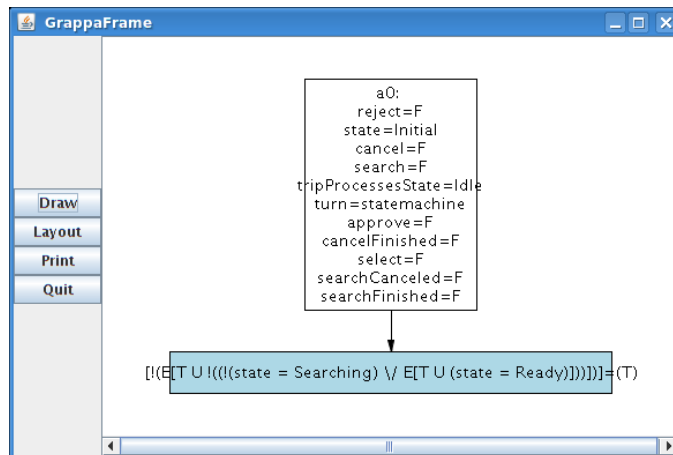 GrappaFrame
a0:
reject=F
state=Initial
cancel=F
search=F
tripProcessesState=Idle
turn=statemachine
approve=F
cancelFinished=F
select=F
searchCanceled=F
searchFinished=F
Draw
Layout
Print
Quit
[!(E[T U !((!(state = Searching) \/ E[T U (state = Ready)]))])]=(T)